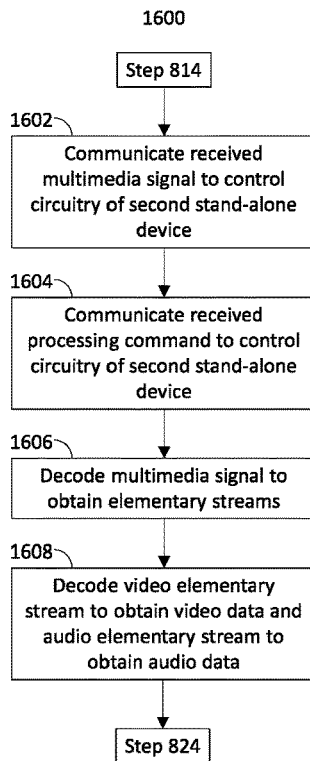 1600
Step 814
1602
Communicate received
multimedia signal to control
circuitry of second stand-alone
device
1604
Communicate received
processing command to control
circuitry of second stand-alone
device
1606
Decode multimedia signal to
obtain elementary streams
1608
Decode video elementary
stream to obtain video data and
audio elementary stream to
obtain audio data
Step 824